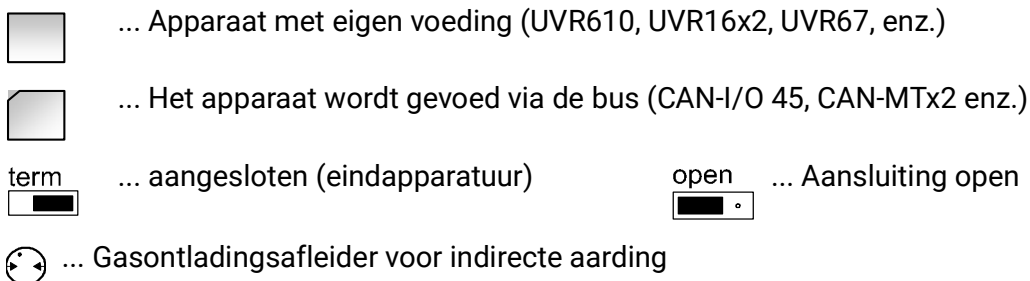 ... Apparaat met eigen voeding (UVR610, UVR16x2, UVR67, enz.)
... Het apparaat wordt gevoed via de bus (CAN-I/O 45, CAN-MTx2 enz.)
term ... aangesloten (eindapparatuur) open ... Aansluiting open
... Gasontladingsafleider voor indirecte aarding